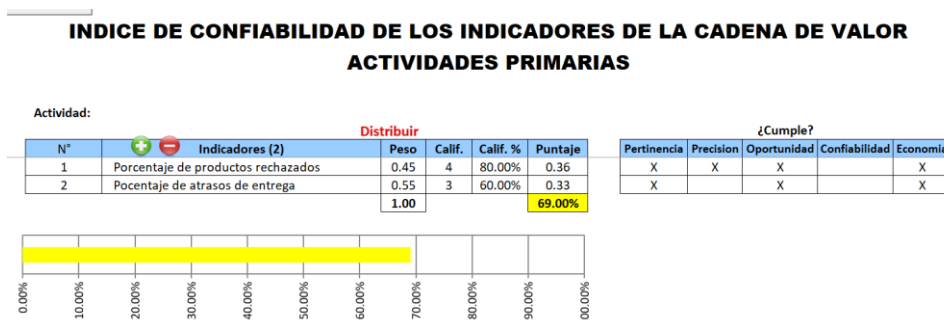 INDICE DE CONFIABILIDAD DE LOS INDICADORES DE LA CADENA DE VALOR
ACTIVIDADES PRIMARIAS
Actividad:
Distribuir
¿Cumple?
N° Indicadores (2) Peso Calif. Calif. % Puntaje Pertinencia Precision Oportunidad Confiabilidad Economia
1 Porcentaje de productos rechazados 0.45 4 80.00% 0.36 X X X X
2 Pocentaje de atrasos de entrega 0.55 3 60.00% 0.33 X X X
1.00 69.00%
0.00% 10.00% 20.00% 30.00% 40.00% 50.00% 60.00% 70.00% 80.00% 90.00% 00.00%